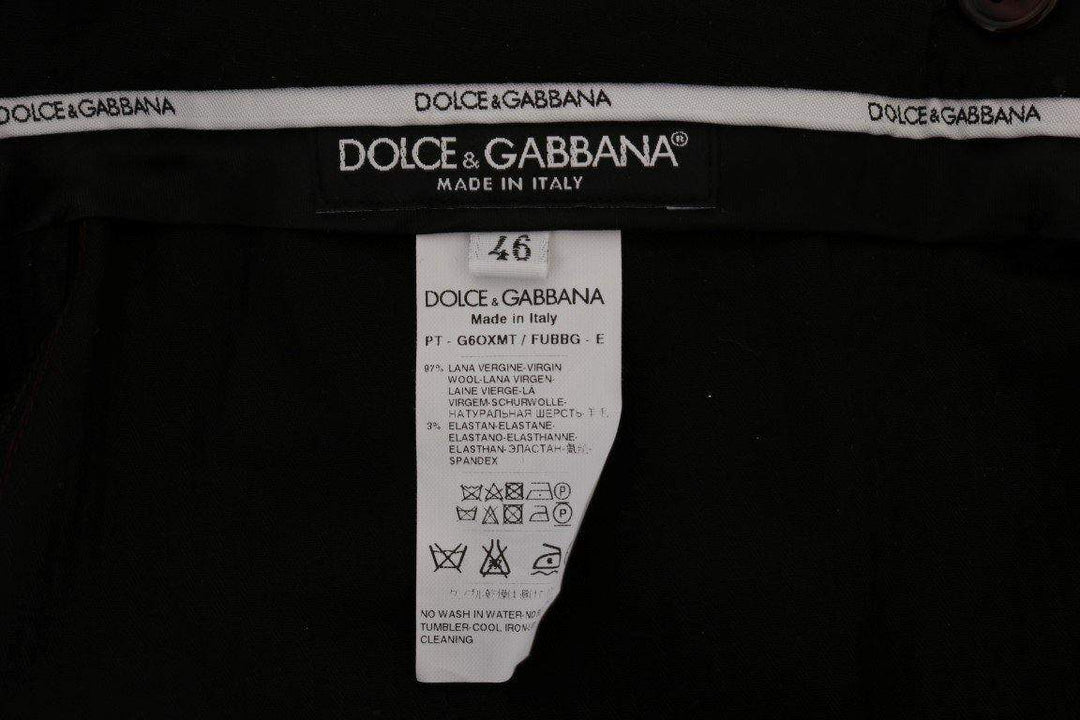 DOLCE&GABBANA DOLCE&GABBANA DOLCE&GABBANA
DOLCE&GABBANA®
MADE IN ITALY
46
DOLCE&GABBANA
Made in Italy
PT - G6OXMT / FUBBG - E
97% LANA VERGINE-VIRGIN
WOOL-LANA VIRGEN-
LAINE VIERGE-LA
VIRGEM-SCHURWOLLE-
НАТУРАЛЬНАЯ ШЕРСТЬ-羊毛
3% ELASTAN-ELASTANE-
ELASTANO-ELASTHANNE-
ELASTHAN-ЭЛАСТАН-
SPANDEX
P
P
NO WASH IN WATER-NO
TUMBLER-COOL IRON-
CLEANING